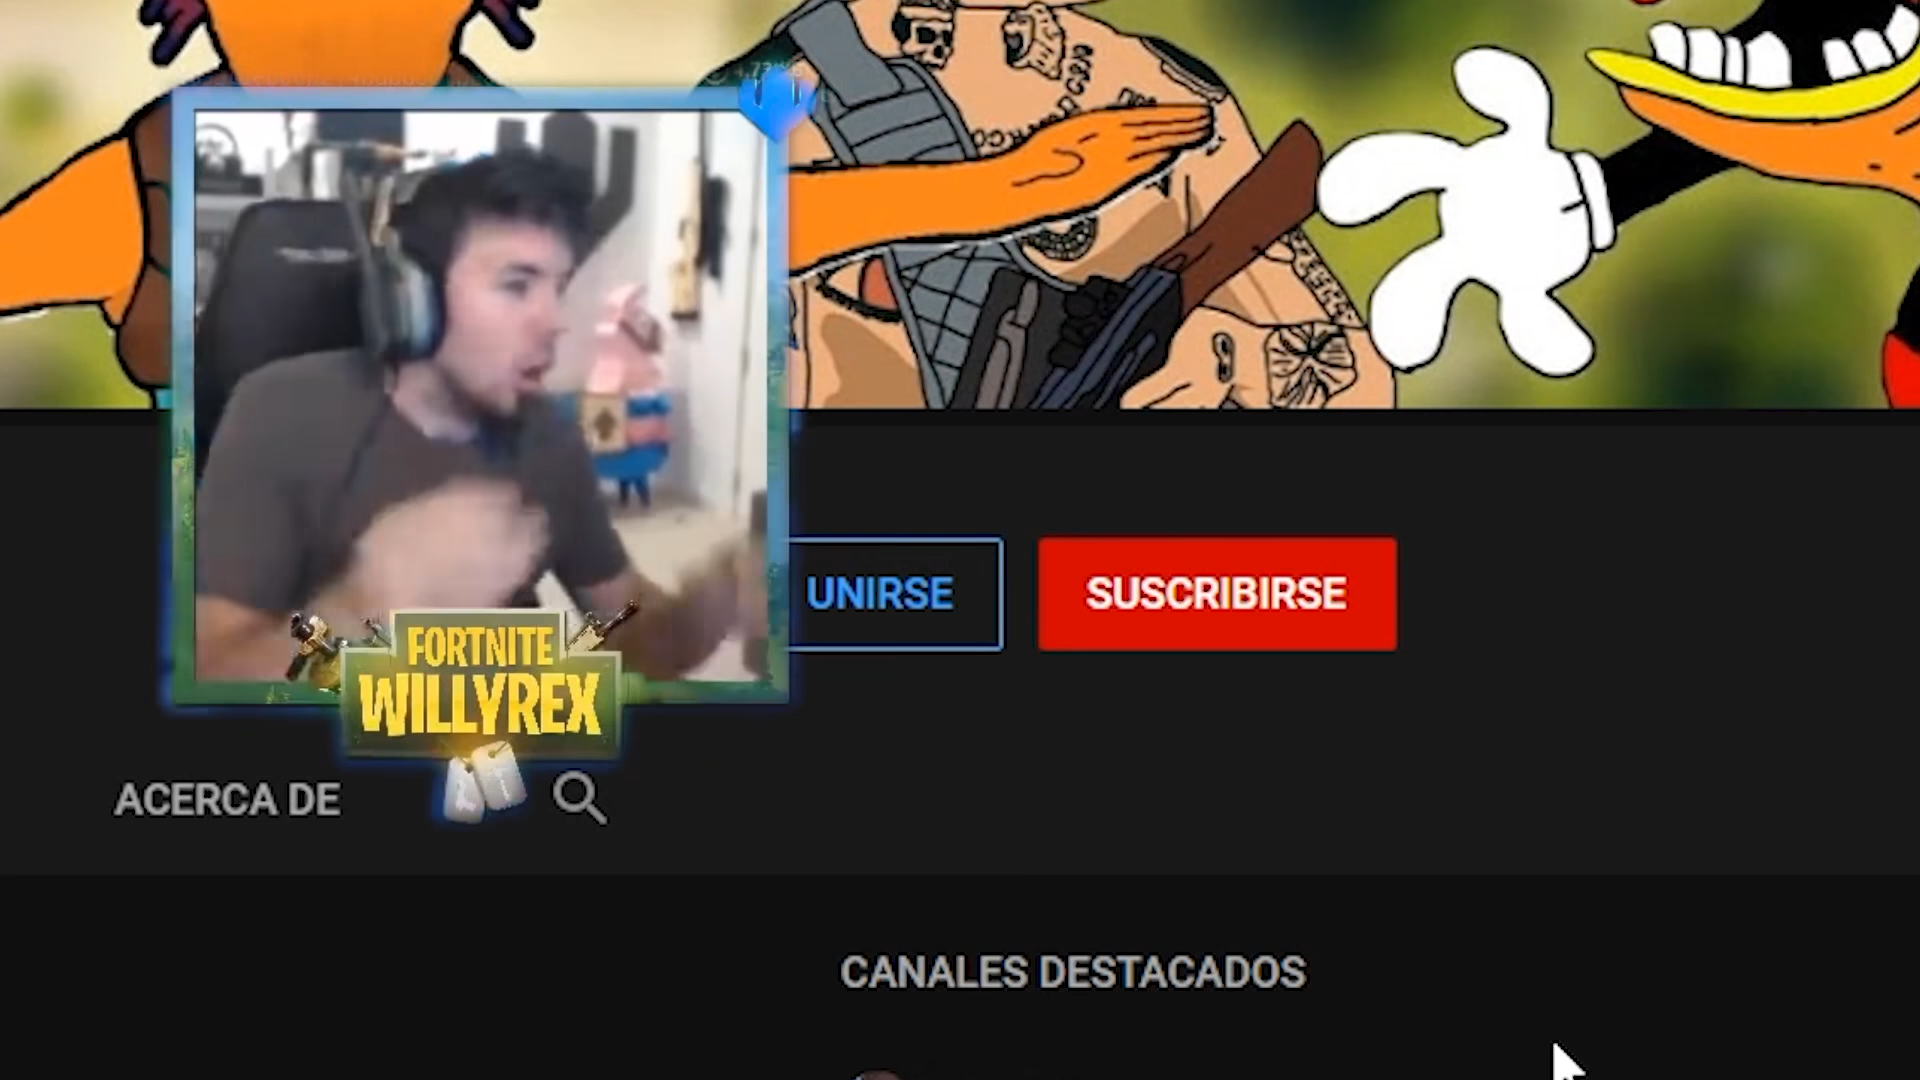 UNIRSE
SUSCRIBIRSE
FORTNITE
WILLYREX
ACERCA DE
CANALES DESTACADOS